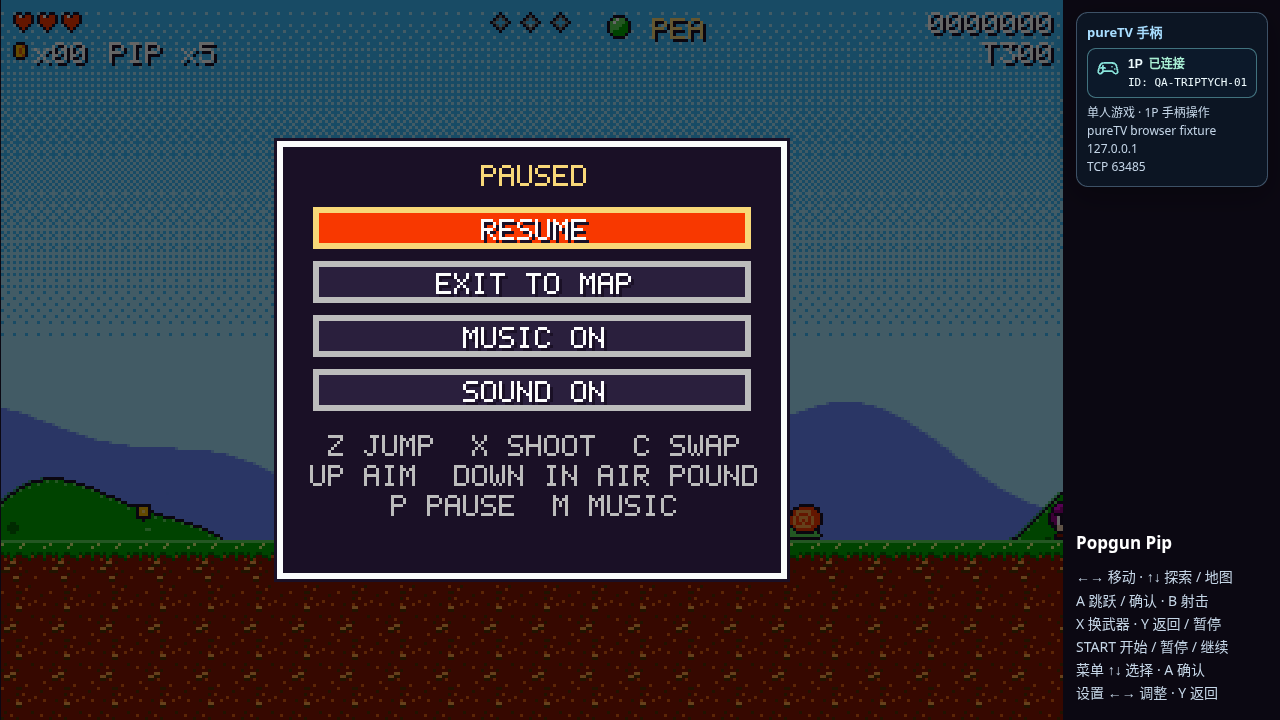 PEA
0000000
x00 PIP x5
T300
PAUSED
RESUME
EXIT TO MAP
MUSIC ON
SOUND ON
Z JUMP X SHOOT C SWAP
UP AIM DOWN IN AIR POUND
P PAUSE M MUSIC
pureTV 手柄
1P 已连接
ID: QA-TRIPTYCH-01
单人游戏 · 1P 手柄操作
pureTV browser fixture
127.0.0.1
TCP 63485
Popgun Pip
←→ 移动 · ↑↓ 探索 / 地图
A 跳跃 / 确认 · B 射击
X 换武器 · Y 返回 / 暂停
START 开始 / 暂停 / 继续
菜单 ↑↓ 选择 · A 确认
设置 ←→ 调整 · Y 返回